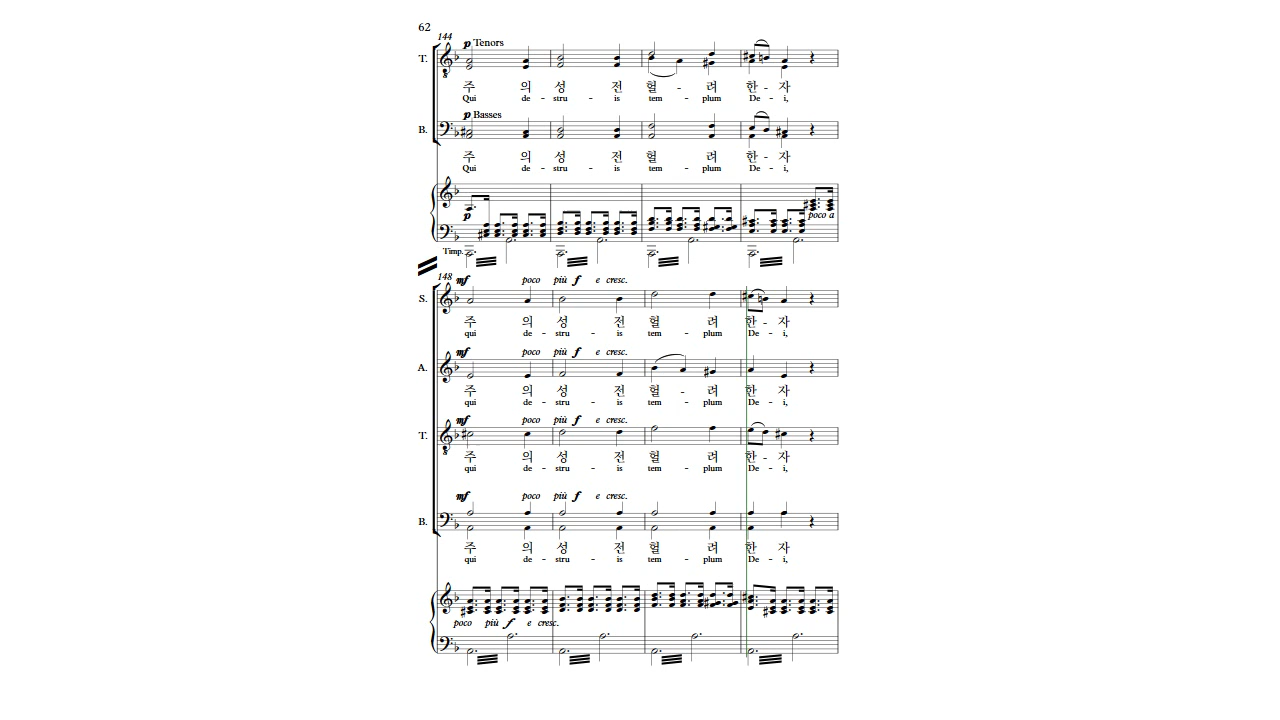 62
144
p Tenors
T.
주 의 성 전 헐 - 려 한 - 자
Qui de - stru - is tem - plum De - i,
p Basses
B.
주 의 성 전 헐 려 한 - 자
Qui de - stru - is tem - plum De - i,
p
poco a
Timp.
148
mf poco più f e cresc.
S.
주 의 성 전 헐 려 한 - 자
qui de - stru - is tem - plum De - i,
mf poco più f e cresc.
A.
주 의 성 전 헐 - 려 한 자
qui de - stru - is tem - plum De - i,
mf poco più f e cresc.
T.
주 의 성 전 헐 려 한 - 자
qui de - stru - is tem - plum De - i,
mf poco più f e cresc.
B.
주 의 성 전 헐 려 한 자
qui de - stru - is tem - plum De - i,
poco più f e cresc.